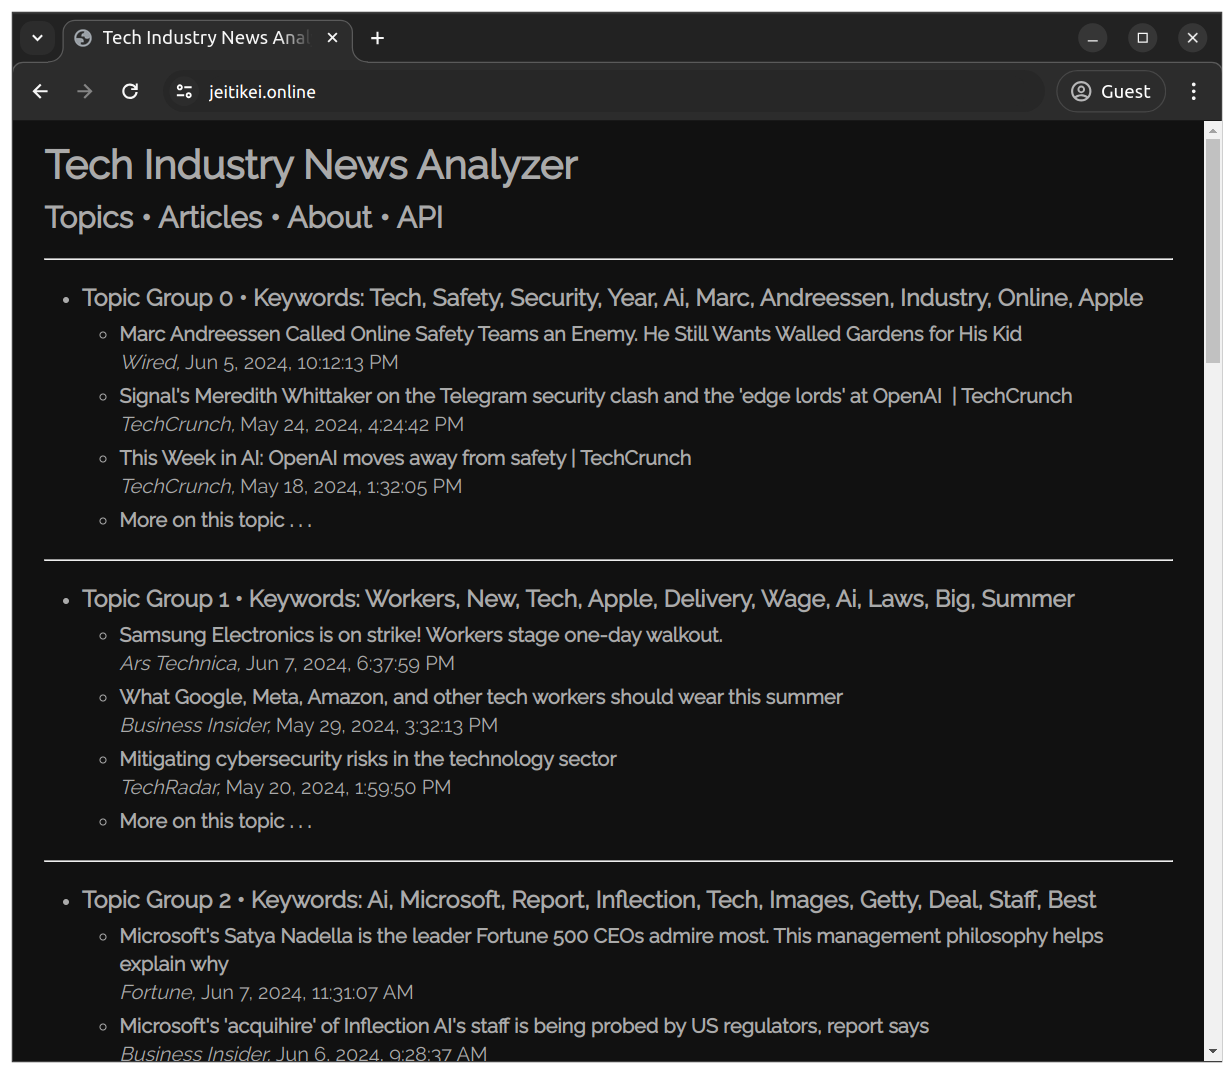 Tech Industry News Anal
jeitikei.online
Guest
Tech Industry News Analyzer
Topics • Articles • About • API
• Topic Group 0 • Keywords: Tech, Safety, Security, Year, Ai, Marc, Andreessen, Industry, Online, Apple
◦ Marc Andreessen Called Online Safety Teams an Enemy. He Still Wants Walled Gardens for His Kid
Wired, Jun 5, 2024, 10:12:13 PM
◦ Signal's Meredith Whittaker on the Telegram security clash and the 'edge lords' at OpenAI | TechCrunch
TechCrunch, May 24, 2024, 4:24:42 PM
◦ This Week in AI: OpenAI moves away from safety | TechCrunch
TechCrunch, May 18, 2024, 1:32:05 PM
◦ More on this topic . . .
• Topic Group 1 • Keywords: Workers, New, Tech, Apple, Delivery, Wage, Ai, Laws, Big, Summer
◦ Samsung Electronics is on strike! Workers stage one-day walkout.
Ars Technica, Jun 7, 2024, 6:37:59 PM
◦ What Google, Meta, Amazon, and other tech workers should wear this summer
Business Insider, May 29, 2024, 3:32:13 PM
◦ Mitigating cybersecurity risks in the technology sector
TechRadar, May 20, 2024, 1:59:50 PM
◦ More on this topic . . .
• Topic Group 2 • Keywords: Ai, Microsoft, Report, Inflection, Tech, Images, Getty, Deal, Staff, Best
◦ Microsoft's Satya Nadella is the leader Fortune 500 CEOs admire most. This management philosophy helps
explain why
Fortune, Jun 7, 2024, 11:31:07 AM
◦ Microsoft's 'acquihire' of Inflection AI's staff is being probed by US regulators, report says
Business Insider, Jun 6, 2024, 9:28:37 AM